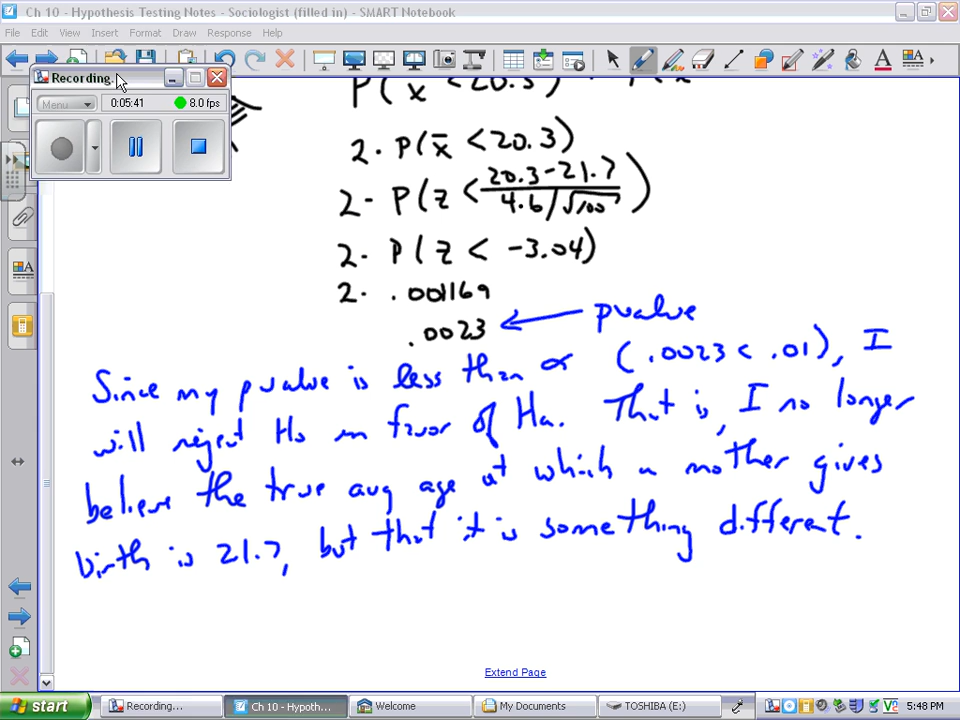 Ch 10 - Hypothesis Testing Notes - Sociologist (filled in) - SMART Notebook
File Edit View Insert Format Draw Response Help
Recording
Menu 0:05:41 8.0 fps
P( x̄ < 20.3 ) + P( x̄
2 · P( x̄ < 20.3 )
2 · P( z < (20.3 - 21.7)/(4.6/√100) )
2 · P( z < -3.04 )
2 · .001169
.0023 ← pvalue
Since my pvalue is less than α (.0023 < .01), I
will reject Ho in favor of Ha. That is, I no longer
believe the true avg age at which a mother gives
birth is 21.7, but that it is something different.
Extend Page
start Recording... Ch 10 - Hypoth... Welcome My Documents TOSHIBA (E:) 5:48 PM